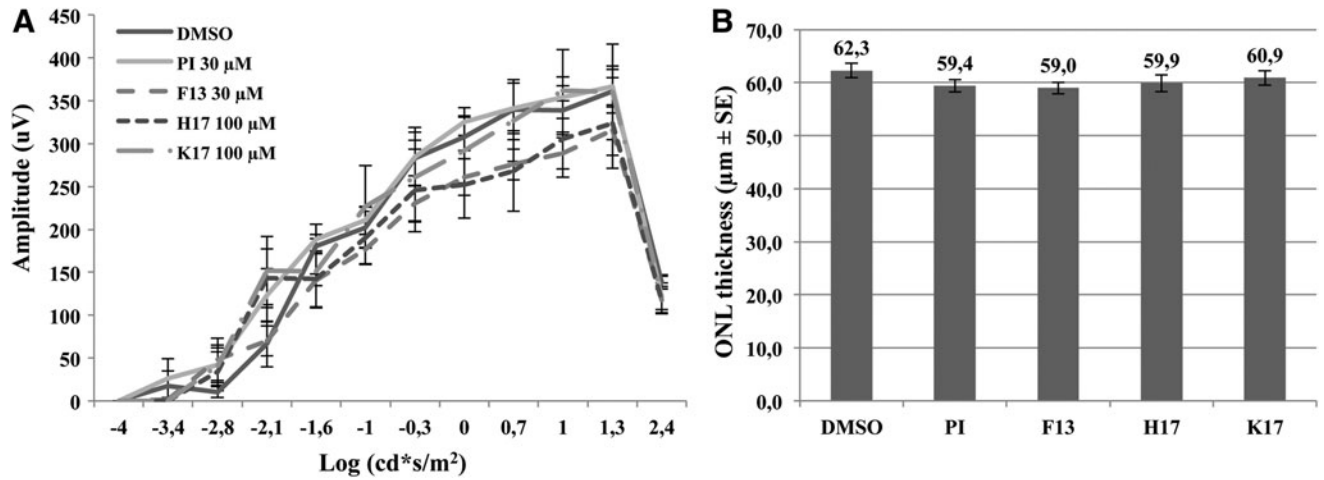 A
Amplitude (uV)
450
400
350
300
250
200
150
100
50
0
DMSO
PI 30 µM
F13 30 µM
H17 100 µM
K17 100 µM
-4 -3,4 -2,8 -2,1 -1,6 -1 -0,3 0 0,7 1 1,3 2,4
Log (cd*s/m²)
B
ONL thickness (µm ± SE)
70,0
60,0
50,0
40,0
30,0
20,0
10,0
0,0
62,3 59,4 59,0 59,9 60,9
DMSO PI F13 H17 K17